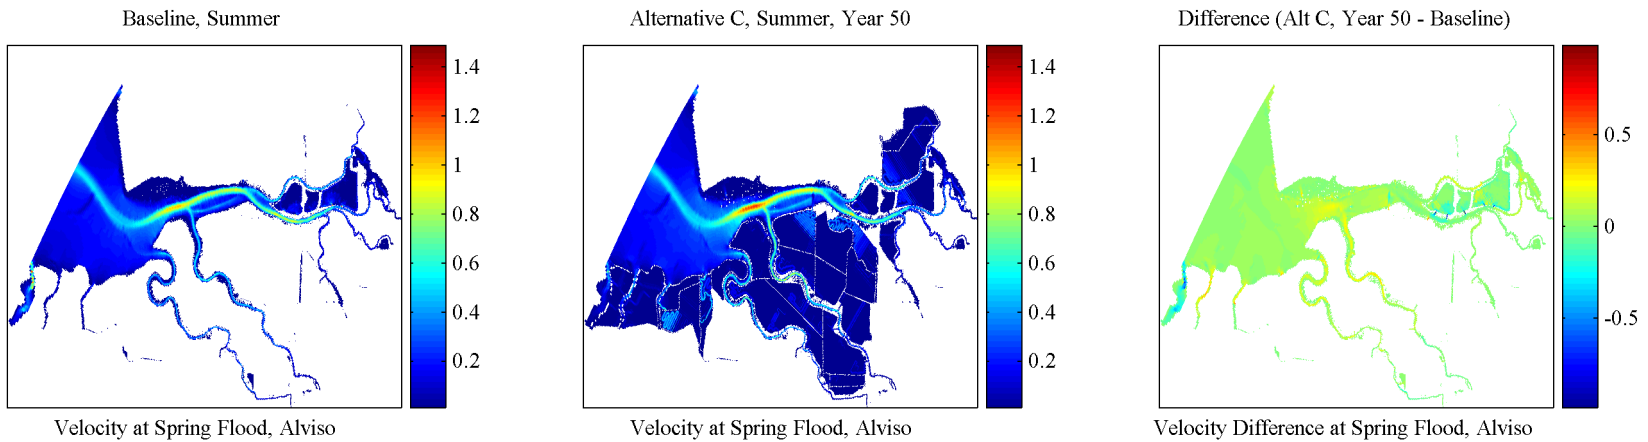 Baseline, Summer
1.4
1.2
1
0.8
0.6
0.4
0.2
Velocity at Spring Flood, Alviso
Alternative C, Summer, Year 50
1.4
1.2
1
0.8
0.6
0.4
0.2
Velocity at Spring Flood, Alviso
Difference (Alt C, Year 50 - Baseline)
0.5
0
-0.5
Velocity Difference at Spring Flood, Alviso